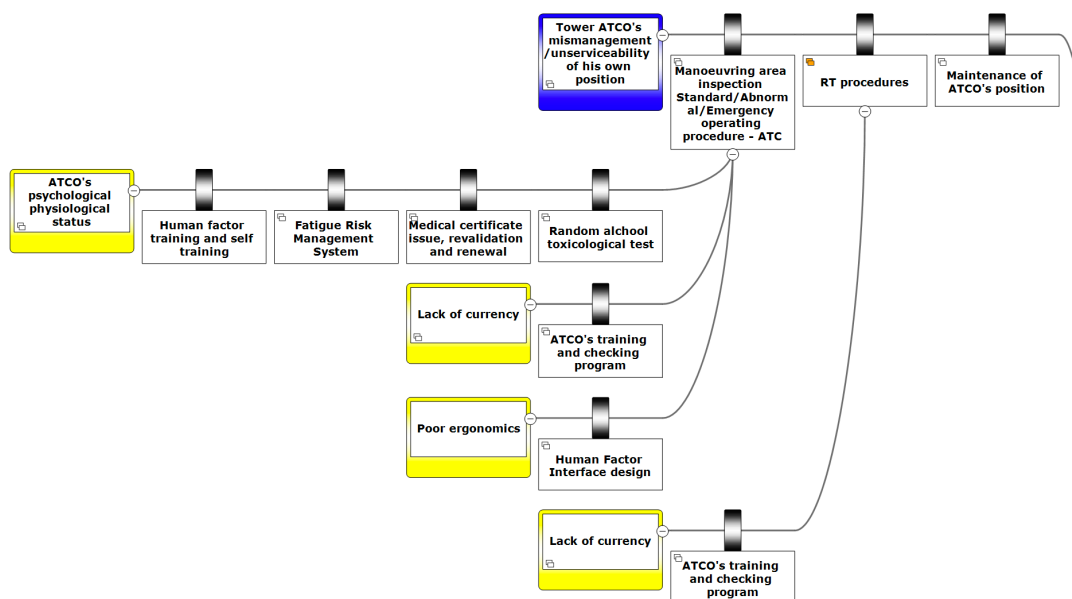 Tower ATCO's
mismanagement
/unserviceability
of his own
position
Manoeuvring area
inspection
Standard/Abnorm
al/Emergency
operating
procedure - ATC
RT procedures
Maintenance of
ATCO's position
ATCO's
psychological
physiological
status
Human factor
training and self
training
Fatigue Risk
Management
System
Medical certificate
issue, revalidation
and renewal
Random alchool
toxicological test
Lack of currency
ATCO's training
and checking
program
Poor ergonomics
Human Factor
Interface design
Lack of currency
ATCO's training
and checking
program